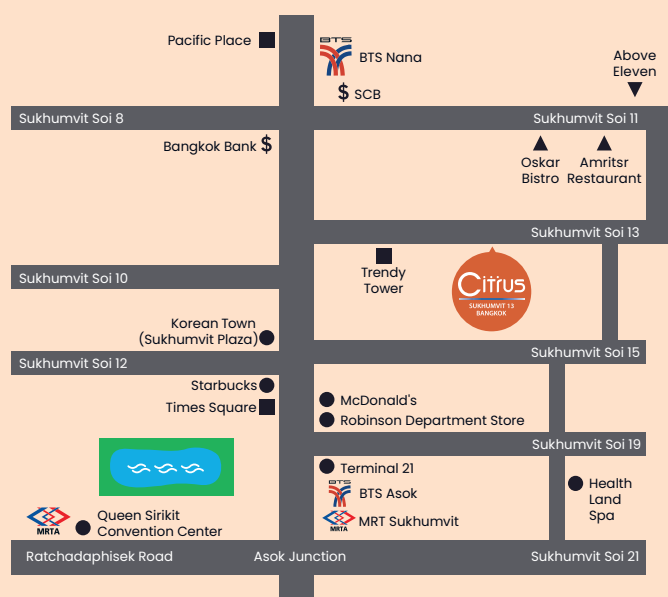 Pacific Place
BTS
BTS Nana
$ SCB
Above
Eleven
Sukhumvit Soi 8
Sukhumvit Soi 11
Bangkok Bank $
Oskar
Bistro
Amritsr
Restaurant
Sukhumvit Soi 13
Trendy
Tower
Citrus
SUKHUMVIT 13
BANGKOK
Sukhumvit Soi 10
Korean Town
(Sukhumvit Plaza)
Sukhumvit Soi 15
Sukhumvit Soi 12
Starbucks
Times Square
McDonald's
Robinson Department Store
Sukhumvit Soi 19
Terminal 21
BTS
BTS Asok
MRT Sukhumvit
MRTA
Health
Land
Spa
MRTA
Queen Sirikit
Convention Center
Ratchadaphisek Road
Asok Junction
Sukhumvit Soi 21